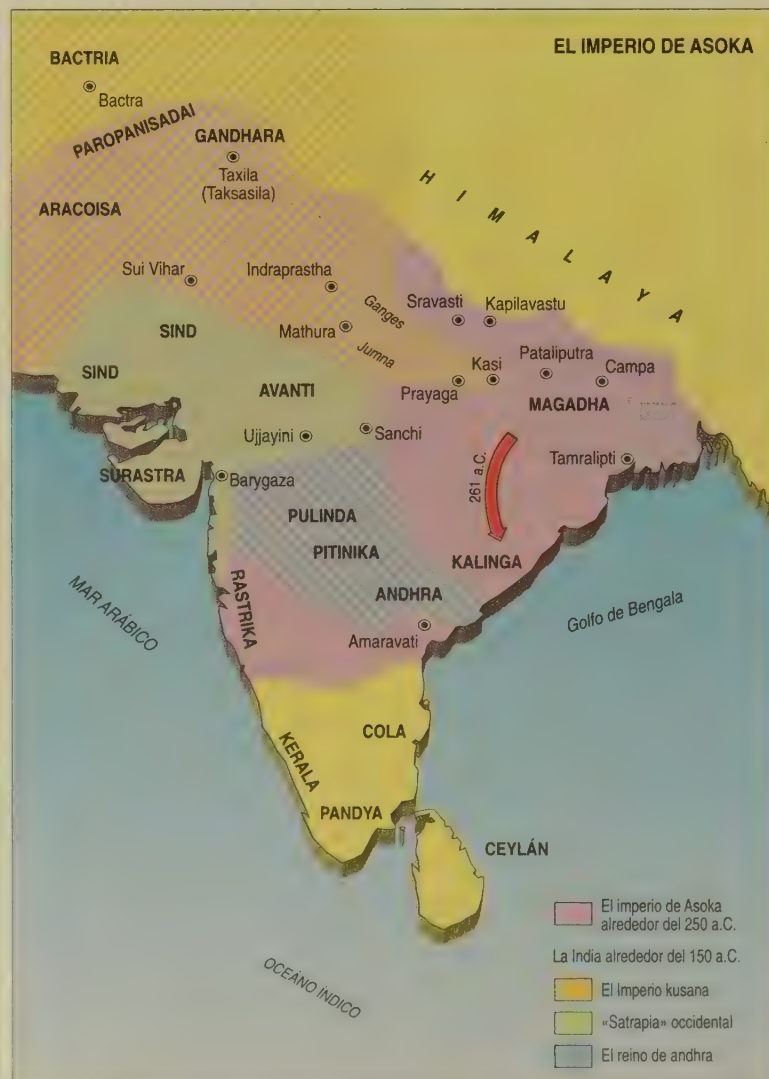 EL IMPERIO DE ASOKA
BACTRIA
Bactra
PAROPANISADAI
GANDHARA
Taxila
(Taksasila)
ARACOISA
HIMALAYA
Sui Vihar
Indraprastha
Ganges
Sravasti
Kapilavastu
SIND
Mathura
Jumna
SIND
AVANTI
Prayaga
Kasi
Pataliputra
Campa
MAGADHA
Ujjayini
Sanchi
261 a.C.
Tamralipti
SURASTRA
Barygaza
PULINDA
PITINIKA
KALINGA
MAR ARÁBICO
RASTRIKA
ANDHRA
Golfo de Bengala
Amaravati
COLA
KERALA
PANDYA
CEYLÁN
OCEÁNO ÍNDICO
El imperio de Asoka
alrededor del 250 a.C.
La India alrededor del 150 a.C.
El Imperio kusana
«Satrapia» occidental
El reino de andhra